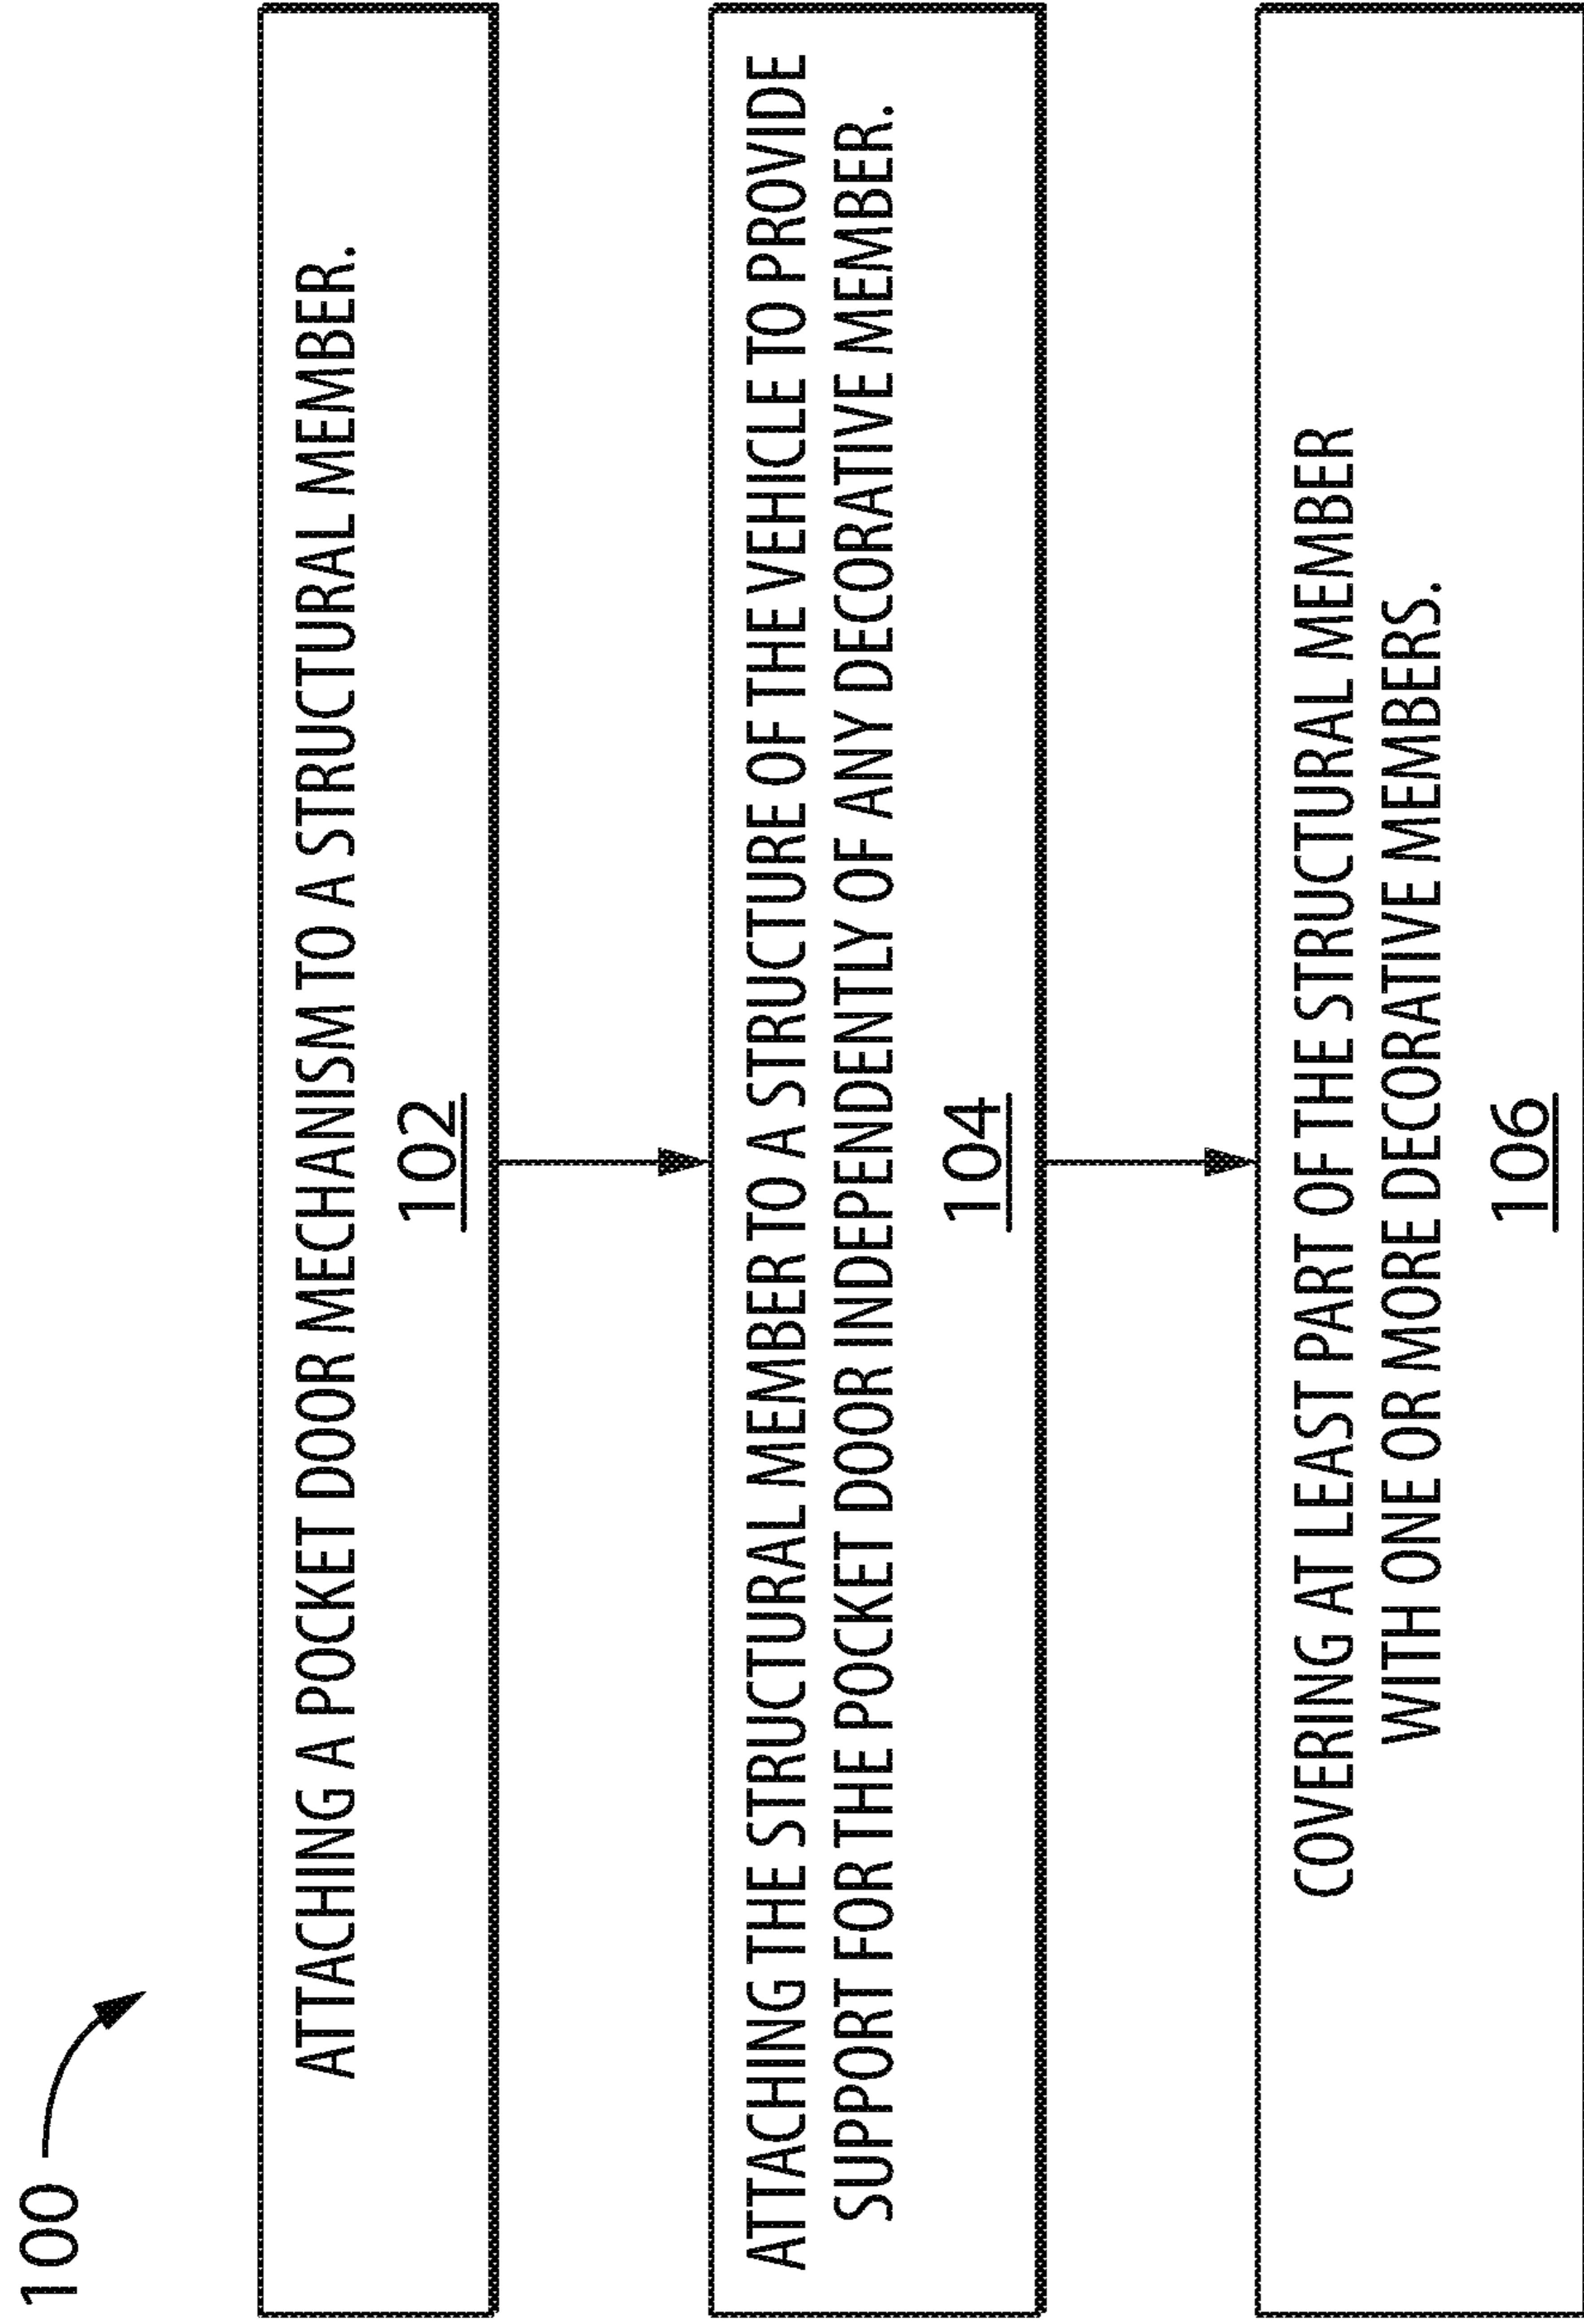 100
ATTACHING A POCKET DOOR MECHANISM TO A STRUCTURAL MEMBER.
102
ATTACHING THE STRUCTURAL MEMBER TO A STRUCTURE OF THE VEHICLE TO PROVIDE
SUPPORT FOR THE POCKET DOOR INDEPENDENTLY OF ANY DECORATIVE MEMBER.
104
COVERING AT LEAST PART OF THE STRUCTURAL MEMBER
WITH ONE OR MORE DECORATIVE MEMBERS.
106